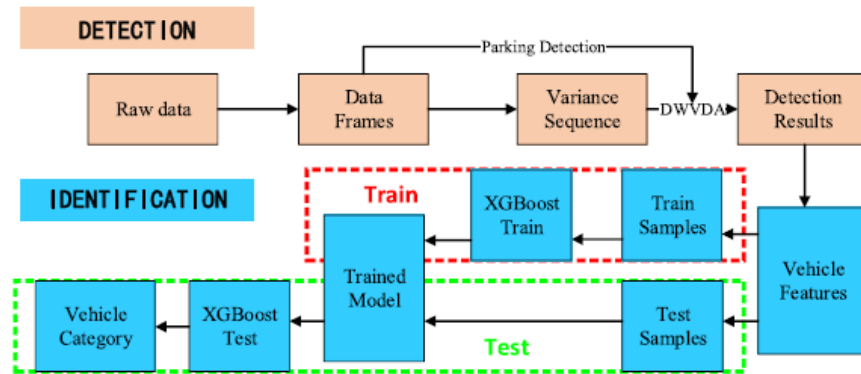 DETECTION
Parking Detection
Raw data
Data
Frames
Variance
Sequence
DWVDA
Detection
Results
IDENTIFICATION
Train
XGBoost
Train
Train
Samples
Trained
Model
Vehicle
Features
Vehicle
Category
XGBoost
Test
Test
Test
Samples